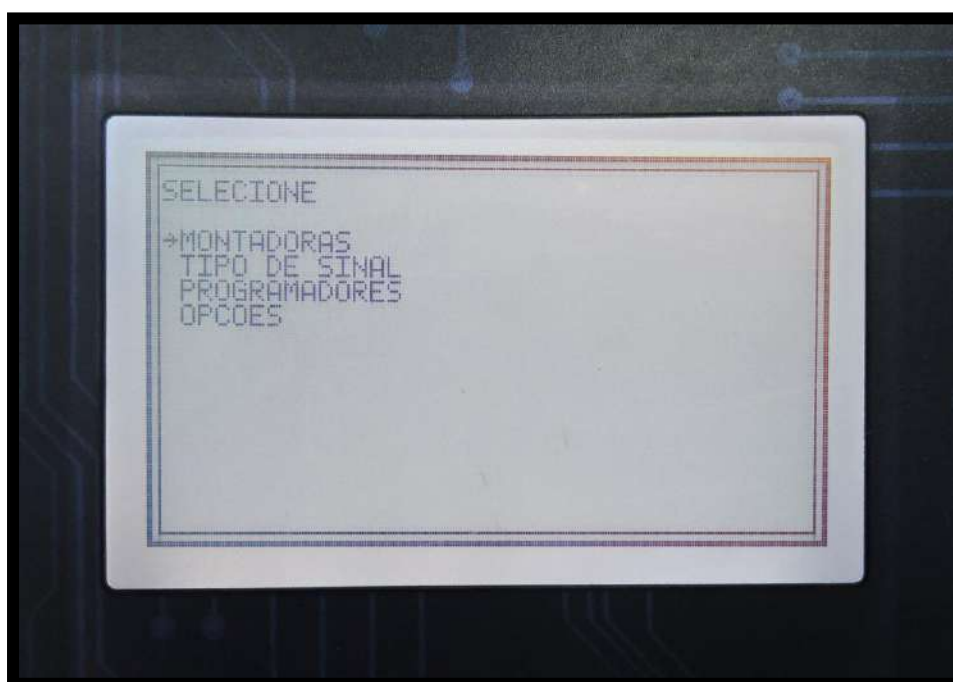 SELECIONE
→MONTADORAS
TIPO DE SINAL
PROGRAMADORES
OPCOES